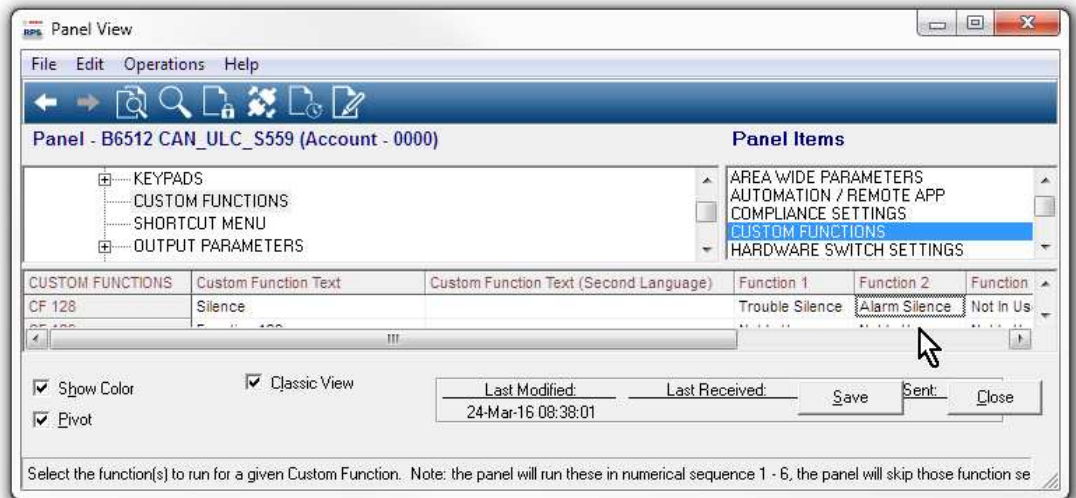 RPS Panel View
File Edit Operations Help
Panel - B6512 CAN_ULC_S559 (Account - 0000) Panel Items
KEYPADS
CUSTOM FUNCTIONS
SHORTCUT MENU
OUTPUT PARAMETERS
AREA WIDE PARAMETERS
AUTOMATION / REMOTE APP
COMPLIANCE SETTINGS
CUSTOM FUNCTIONS
HARDWARE SWITCH SETTINGS
CUSTOM FUNCTIONS Custom Function Text Custom Function Text (Second Language) Function 1 Function 2 Function
CF 128 Silence Trouble Silence Alarm Silence Not In Us
Show Color Classic View
Pivot
Last Modified: Last Received: Sent:
24-Mar-16 08:38:01
Save Close
Select the function(s) to run for a given Custom Function. Note: the panel will run these in numerical sequence 1 - 6, the panel will skip those function se